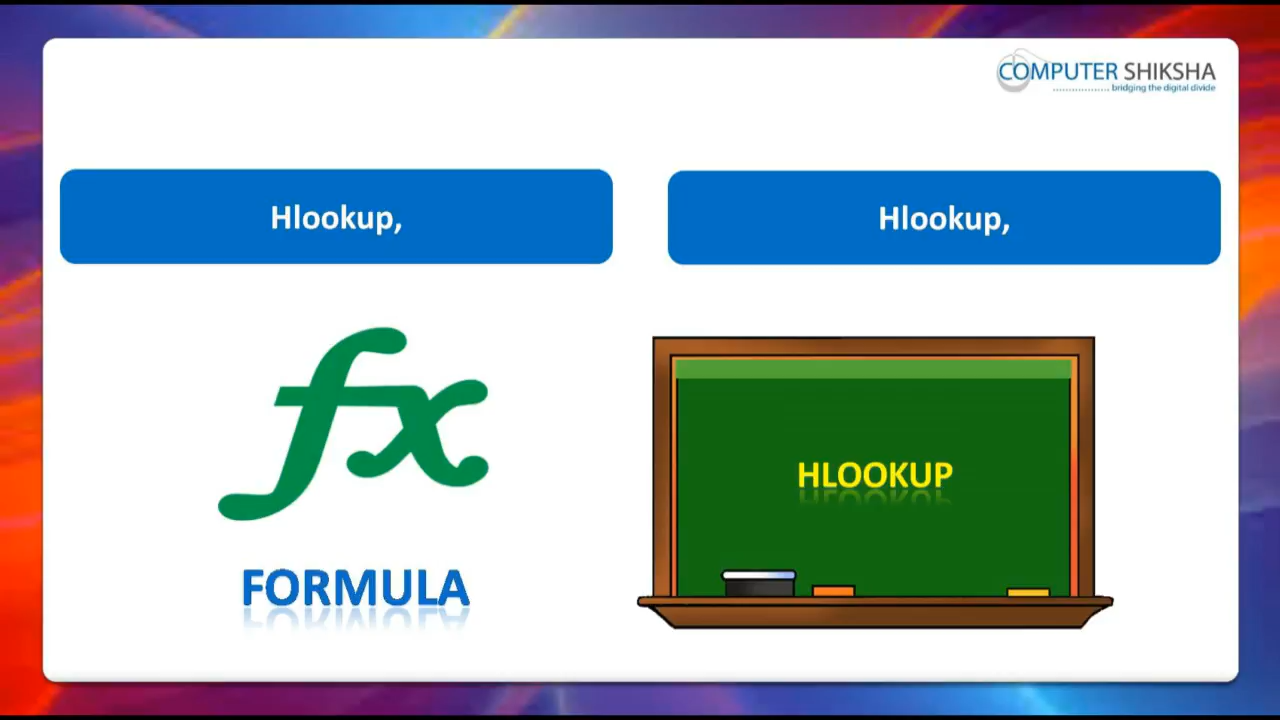 COMPUTER SHIKSHA
bridging the digital divide
Hlookup,
Hlookup,
fx
HLOOKUP
FORMULA